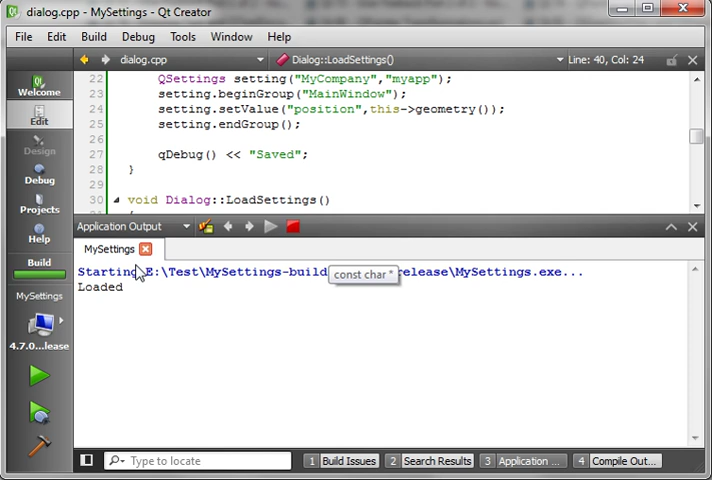 dialog.cpp - MySettings - Qt Creator
File Edit Build Debug Tools Window Help
dialog.cpp Dialog::LoadSettings() Line: 40, Col: 24
Welcome
Edit
Design
Debug
Projects
Help
Build
MySettings
4.7.0...lease
22 QSettings setting("MyCompany","myapp");
23 setting.beginGroup("MainWindow");
24 setting.setValue("position",this->geometry());
25 setting.endGroup();
26
27 qDebug() << "Saved";
28 }
29
30 void Dialog::LoadSettings()
Application Output
MySettings
Starting E:\Test\MySettings-build release\MySettings.exe...
const char *
Loaded
Type to locate 1 Build Issues 2 Search Results 3 Application ... 4 Compile Out...